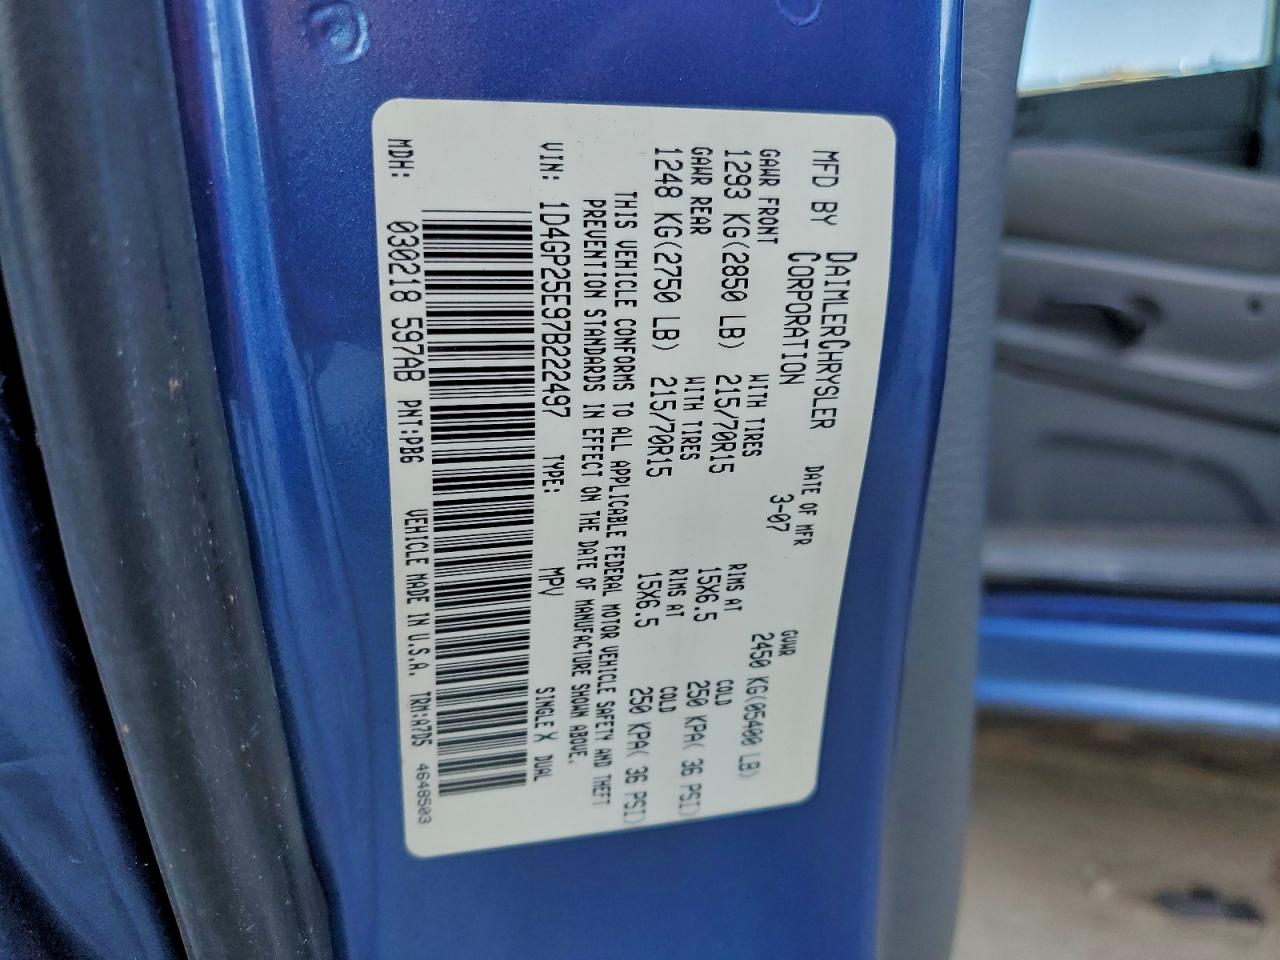 MFD BY DAIMLERCHRYSLER CORPORATION
DATE OF MFR 3-07
GVWR 2450 KG(05400 LB)
GAWR FRONT WITH TIRES RIMS AT COLD
1293 KG(2850 LB) 215/70R15 15X6.5 250 KPA( 36 PSI)
GAWR REAR WITH TIRES RIMS AT COLD
1248 KG(2750 LB) 215/70R15 15X6.5 250 KPA( 36 PSI)
THIS VEHICLE CONFORMS TO ALL APPLICABLE FEDERAL MOTOR VEHICLE SAFETY AND THEFT
PREVENTION STANDARDS IN EFFECT ON THE DATE OF MANUFACTURE SHOWN ABOVE.
VIN: 1D4GP25E97B222497 TYPE: MPV SINGLE X DUAL
MDH: 030218 597AB PNT:PB6 VEHICLE MADE IN U.S.A. TRM:A7D5 4648503